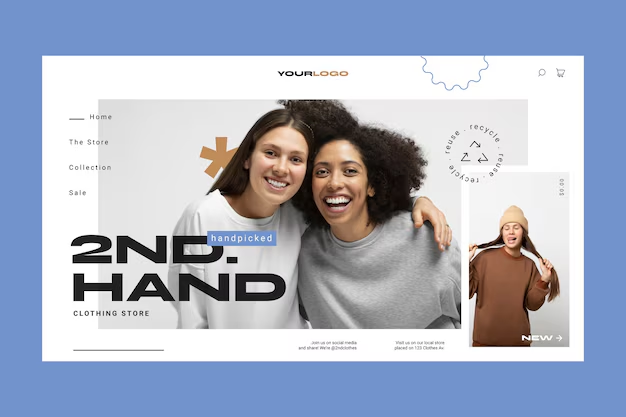 YOURLOGO
Home
The Store
Collection
Sale
reuse . recycle . reuse . recycle .
00.00$
handpicked
2ND.
HAND
CLOTHING STORE
NEW
Join us on social media
and share! We're @2ndclothes
Visit us on our local store
placed on 123 Clothes Av.